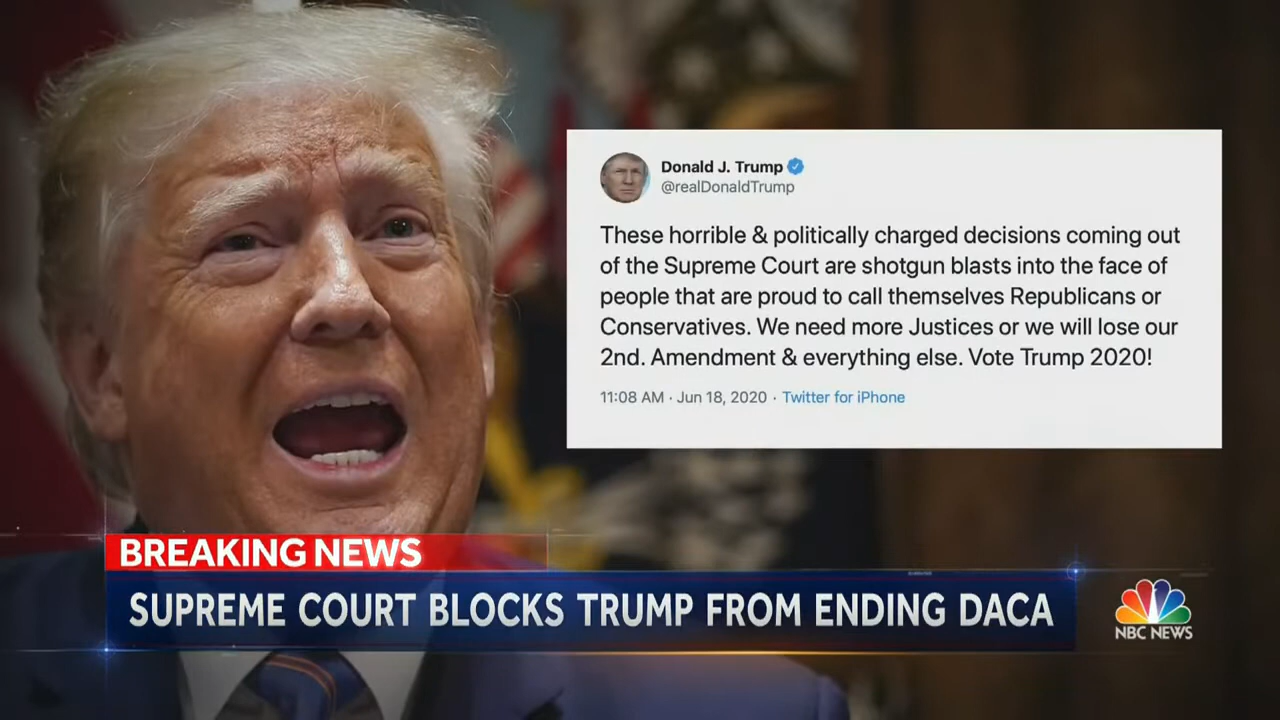 Donald J. Trump
@realDonaldTrump
These horrible & politically charged decisions coming out
of the Supreme Court are shotgun blasts into the face of
people that are proud to call themselves Republicans or
Conservatives. We need more Justices or we will lose our
2nd. Amendment & everything else. Vote Trump 2020!
11:08 AM · Jun 18, 2020 · Twitter for iPhone
BREAKING NEWS
SUPREME COURT BLOCKS TRUMP FROM ENDING DACA
NBC NEWS